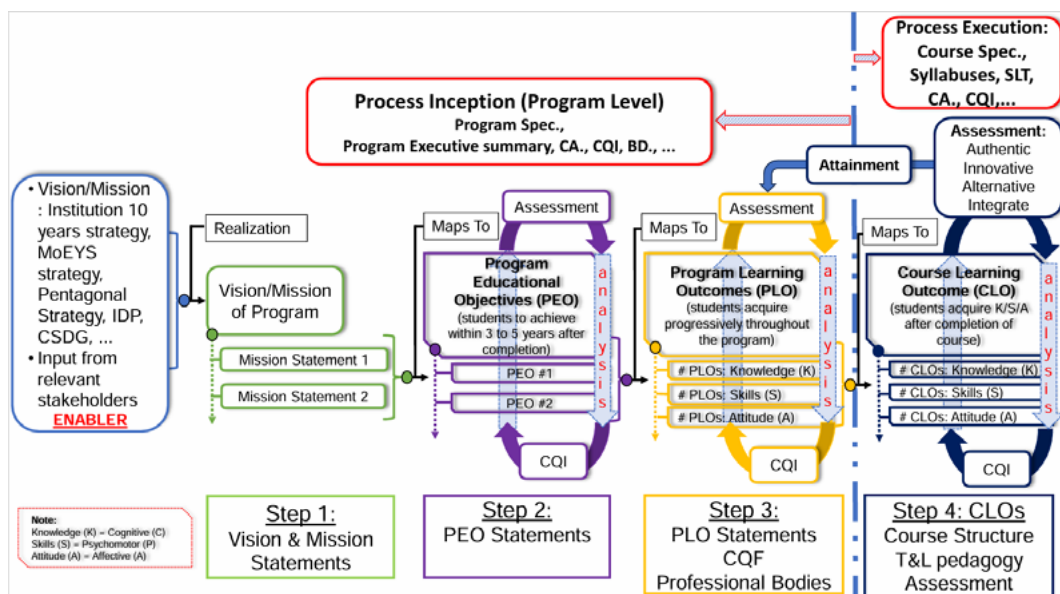 Process Execution:
Course Spec.,
Syllabuses, SLT,
CA., CQI,...
Process Inception (Program Level)
Program Spec.,
Program Executive summary, CA., CQI, BD., ...
Attainment
Assessment:
Authentic
Innovative
Alternative
Integrate
• Vision/Mission
: Institution 10
years strategy,
MoEYS
strategy,
Pentagonal
Strategy, IDP,
CSDG, ...
• Input from
relevant
stakeholders
ENABLER
Realization
Vision/Mission
of Program
Mission Statement 1
Mission Statement 2
Maps To
Assessment
Program
Educational
Objectives (PEO)
(students to achieve
within 3 to 5 years after
completion)
PEO #1
PEO #2
analysis
CQI
Maps To
Assessment
Program Learning
Outcomes (PLO)
(students acquire
progressively throughout
the program)
# PLOs: Knowledge (K)
# PLOs: Skills (S)
# PLOs: Attitude (A)
analysis
CQI
Maps To
Course Learning
Outcome (CLO)
(students acquire K/S/A
after completion of
course)
# CLOs: Knowledge (K)
# CLOs: Skills (S)
# CLOs: Attitude (A)
analysis
CQI
Note:
Knowledge (K) = Cognitive (C)
Skills (S) = Psychomotor (P)
Attitude (A) = Affective (A)
Step 1:
Vision & Mission
Statements
Step 2:
PEO Statements
Step 3:
PLO Statements
CQF
Professional Bodies
Step 4: CLOs
Course Structure
T&L pedagogy
Assessment